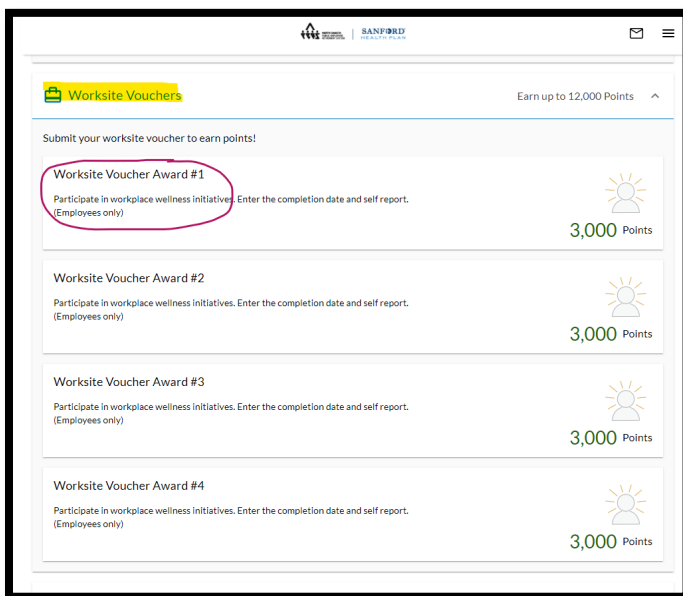 SANFORD
HEALTH PLAN
Worksite Vouchers
Earn up to 12,000 Points
Submit your worksite voucher to earn points!
Worksite Voucher Award #1
Participate in workplace wellness initiatives. Enter the completion date and self report.
(Employees only)
3,000 Points
Worksite Voucher Award #2
Participate in workplace wellness initiatives. Enter the completion date and self report.
(Employees only)
3,000 Points
Worksite Voucher Award #3
Participate in workplace wellness initiatives. Enter the completion date and self report.
(Employees only)
3,000 Points
Worksite Voucher Award #4
Participate in workplace wellness initiatives. Enter the completion date and self report.
(Employees only)
3,000 Points